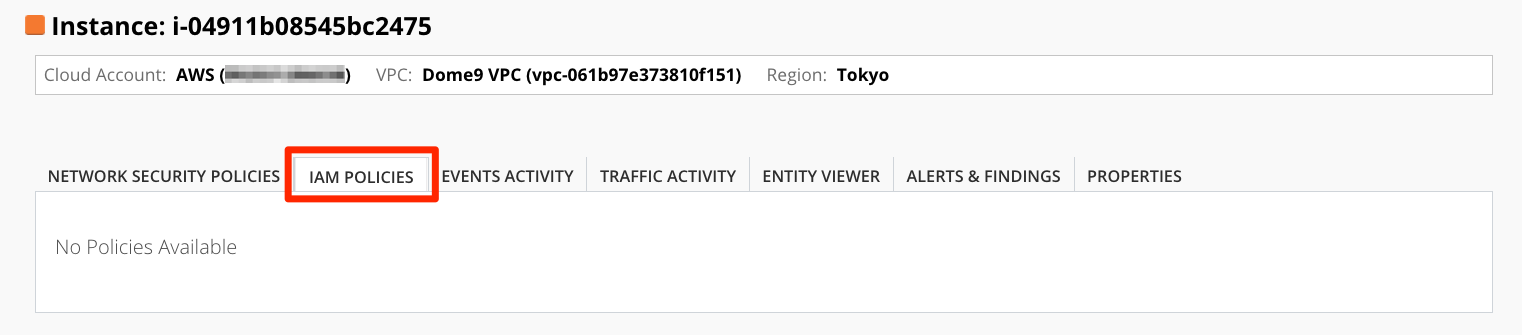 Instance: i-04911b08545bc2475
Cloud Account: AWS ( ) VPC: Dome9 VPC (vpc-061b97e373810f151) Region: Tokyo
NETWORK SECURITY POLICIES IAM POLICIES EVENTS ACTIVITY TRAFFIC ACTIVITY ENTITY VIEWER ALERTS & FINDINGS PROPERTIES
No Policies Available